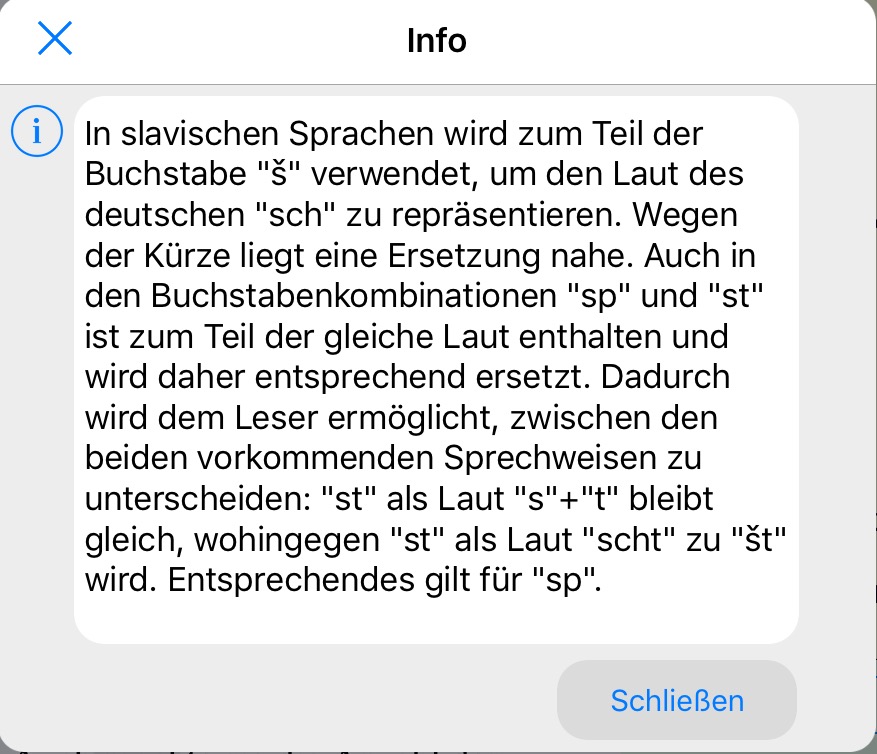 Info
i
In slavischen Sprachen wird zum Teil der
Buchstabe "š" verwendet, um den Laut des
deutschen "sch" zu repräsentieren. Wegen
der Kürze liegt eine Ersetzung nahe. Auch in
den Buchstabenkombinationen "sp" und "st"
ist zum Teil der gleiche Laut enthalten und
wird daher entsprechend ersetzt. Dadurch
wird dem Leser ermöglicht, zwischen den
beiden vorkommenden Sprechweisen zu
unterscheiden: "st" als Laut "s"+"t" bleibt
gleich, wohingegen "st" als Laut "scht" zu "št"
wird. Entsprechendes gilt für "sp".
Schließen